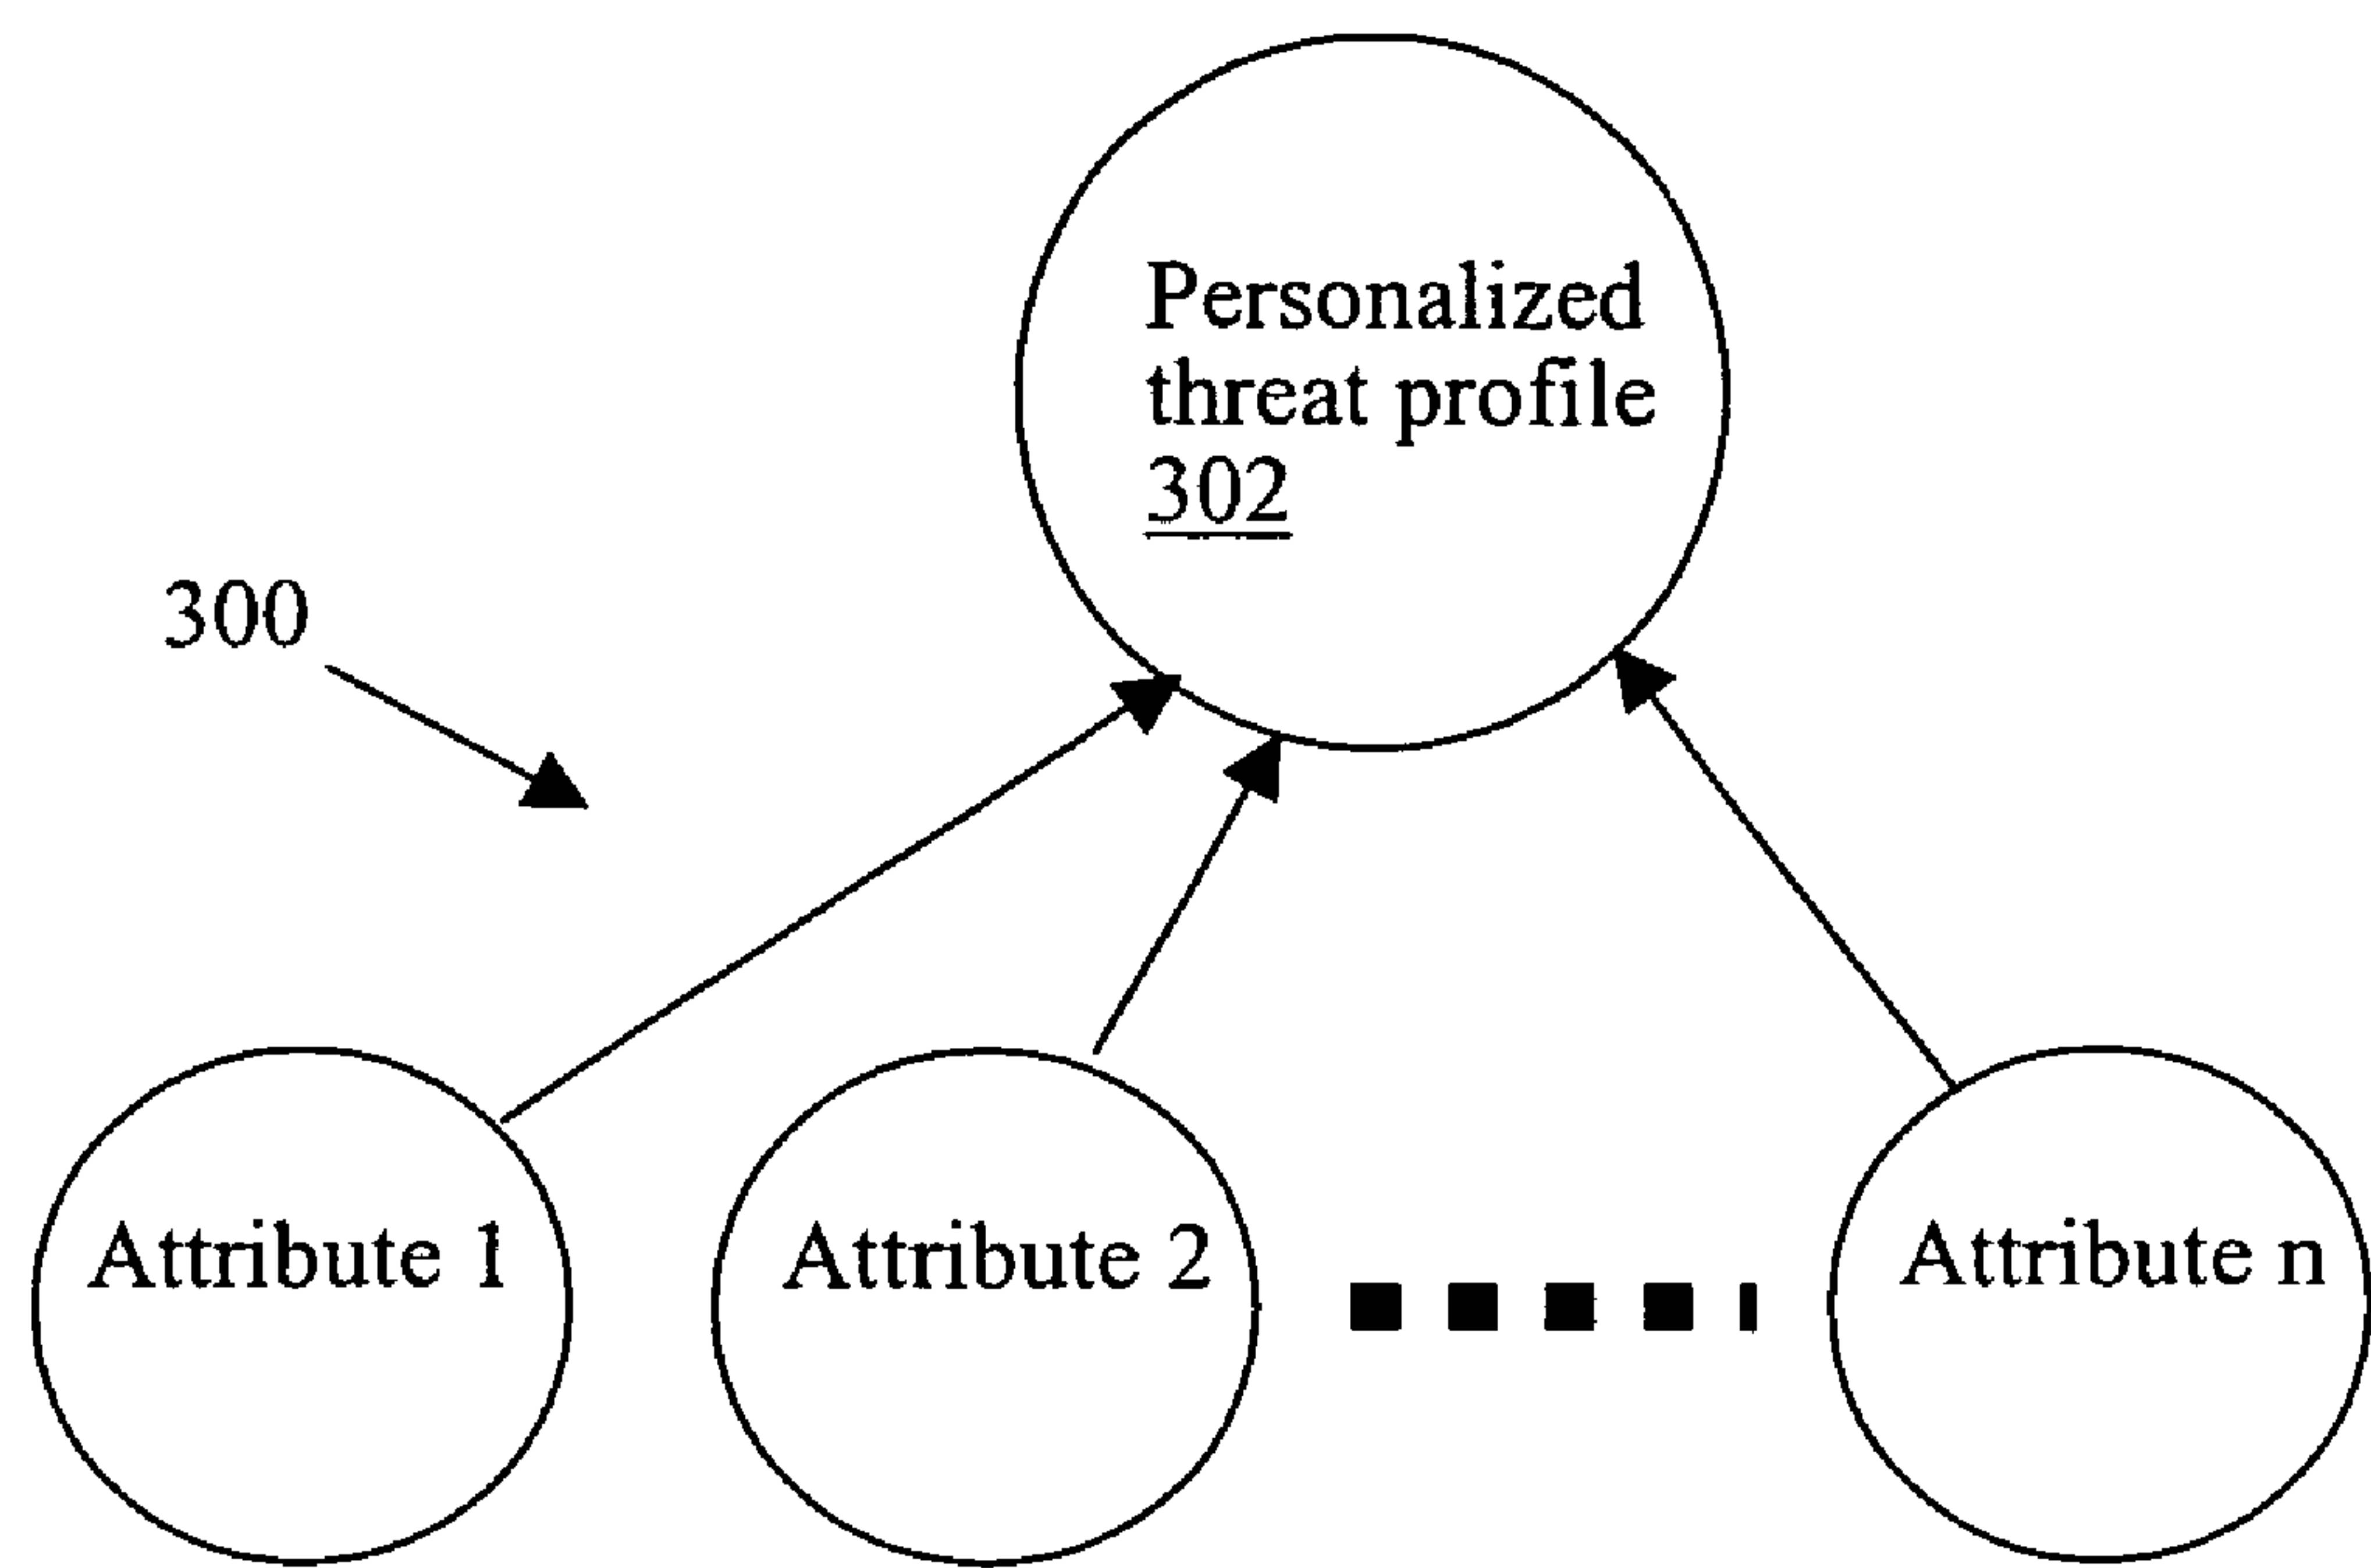 Personalized
threat profile
302
300
Attribute 1
Attribute 2
Attribute n